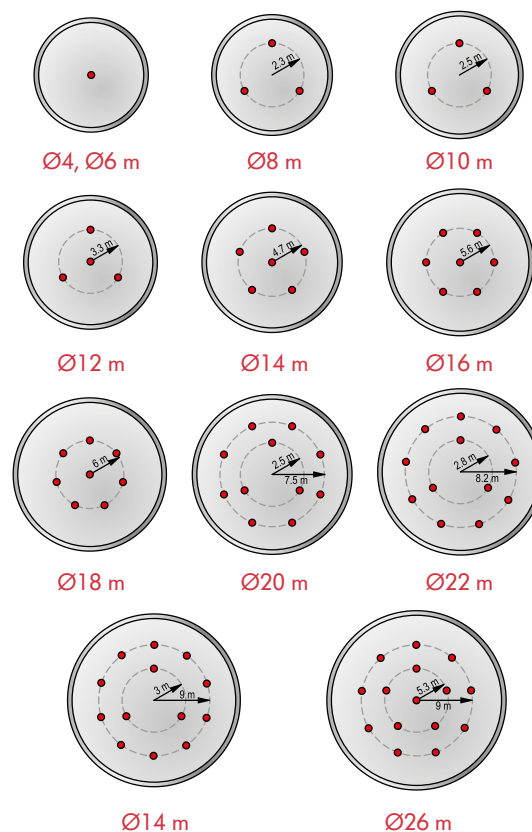 2.3 m
2.5 m
Ø4, Ø6 m
Ø8 m
Ø10 m
3.3 m
4.7 m
5.6 m
Ø12 m
Ø14 m
Ø16 m
6 m
2.5 m
7.5 m
2.8 m
8.2 m
Ø18 m
Ø20 m
Ø22 m
3 m
9 m
5.3 m
9 m
Ø14 m
Ø26 m